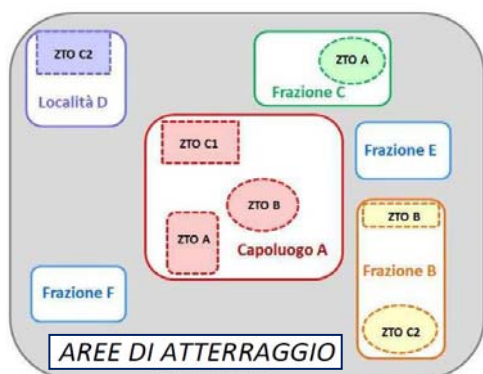 ZTO C2
Località D
ZTO A
Frazione C
ZTO C1
ZTO B
ZTO A
Capoluogo A
Frazione E
ZTO B
Frazione B
ZTO C2
Frazione F
AREE DI ATTERRAGGIO